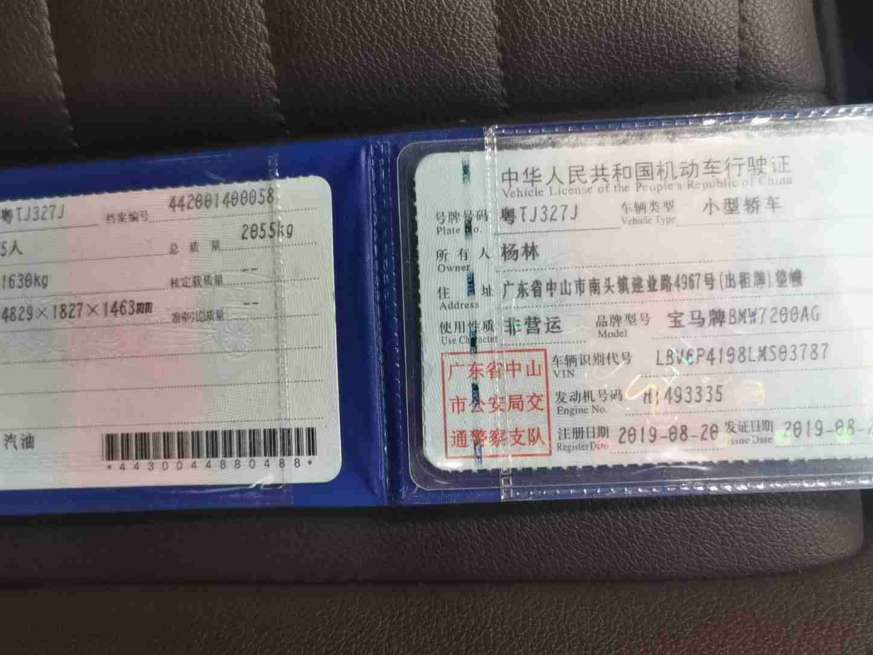 粤TJ327J 档案编号 442001400058
5人 总质量 2055kg
1630kg 核定载质量 --
4829×1827×1463mm 准牵引总质量 --
汽油
*4430044880488*
中华人民共和国机动车行驶证
Vehicle License of the People's Republic of China
号牌号码 粤TJ327J 车辆类型 小型轿车
Plate No. Vehicle Type
所有人 杨林
Owner
住址 广东省中山市南头镇建业路4967号(出租牌)
Address
使用性质 非营运 品牌型号 宝马牌BMW7200AG
Use Character Model
车辆识别代号 LBV6P4198LMS03787
VIN
发动机号码 H1493335
Engine No.
注册日期 2019-08-20 发证日期 2019-08-2
Register Date Issue Date
广东省中山
市公安局交
通警察支队